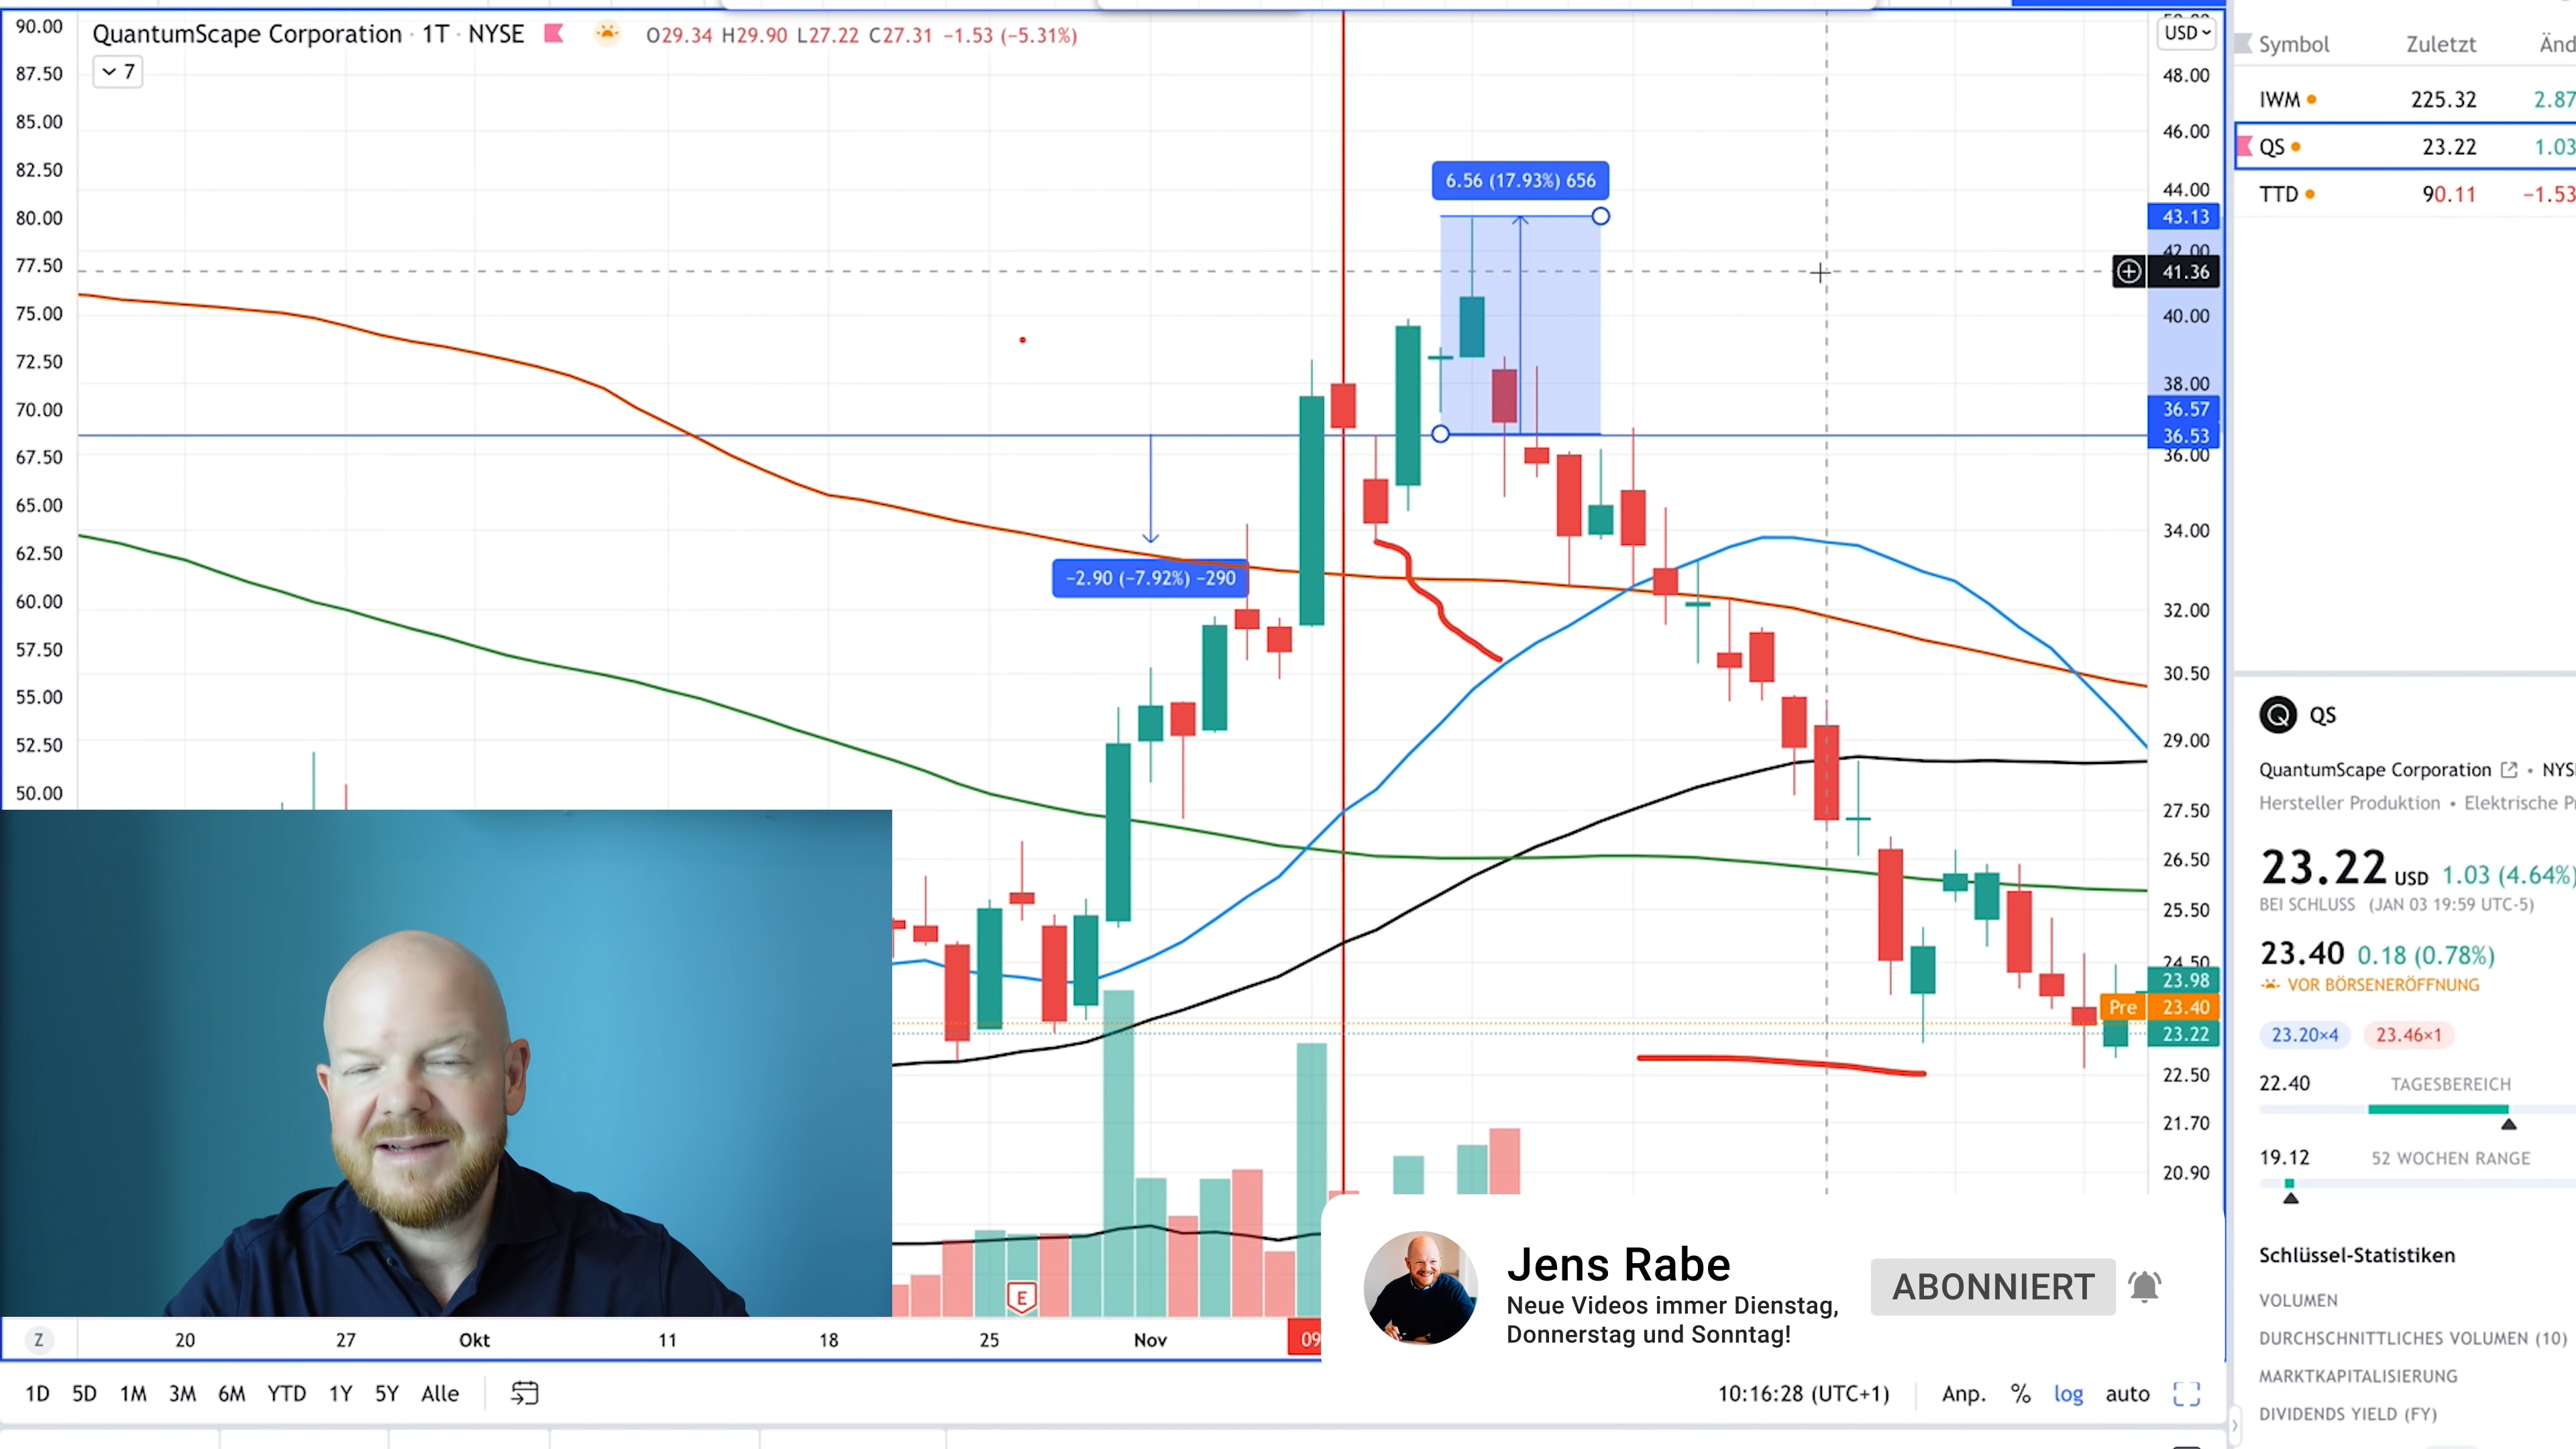 QuantumScape Corporation · 1T · NYSE O29.34 H29.90 L27.22 C27.31 −1.53 (−5.31%)
7
90.00
87.50
85.00
82.50
80.00
77.50
75.00
72.50
70.00
67.50
65.00
62.50
60.00
57.50
55.00
52.50
50.00
6.56 (17.93%) 656
−2.90 (−7.92%) −290
E
USD
48.00
46.00
44.00
43.13
42.00
41.36
40.00
38.00
36.57
36.53
36.00
34.00
32.00
30.50
29.00
27.50
26.50
25.50
24.50
23.98
Pre 23.40
23.22
22.50
21.70
20.90
Z 20 27 Okt 11 18 25 Nov 09
Jens Rabe
Neue Videos immer Dienstag,
Donnerstag und Sonntag!
ABONNIERT
1D 5D 1M 3M 6M YTD 1Y 5Y Alle
10:16:28 (UTC+1) Anp. % log auto
Symbol Zuletzt Änd
IWM 225.32 2.87
QS 23.22 1.03
TTD 90.11 −1.53
QS
QuantumScape Corporation • NYS
Hersteller Produktion • Elektrische P
23.22 USD 1.03 (4.64%)
BEI SCHLUSS (JAN 03 19:59 UTC-5)
23.40 0.18 (0.78%)
VOR BÖRSENERÖFFNUNG
23.20×4 23.46×1
22.40 TAGESBEREICH
19.12 52 WOCHEN RANGE
Schlüssel-Statistiken
VOLUMEN
DURCHSCHNITTLICHES VOLUMEN (10)
MARKTKAPITALISIERUNG
DIVIDENDS YIELD (FY)